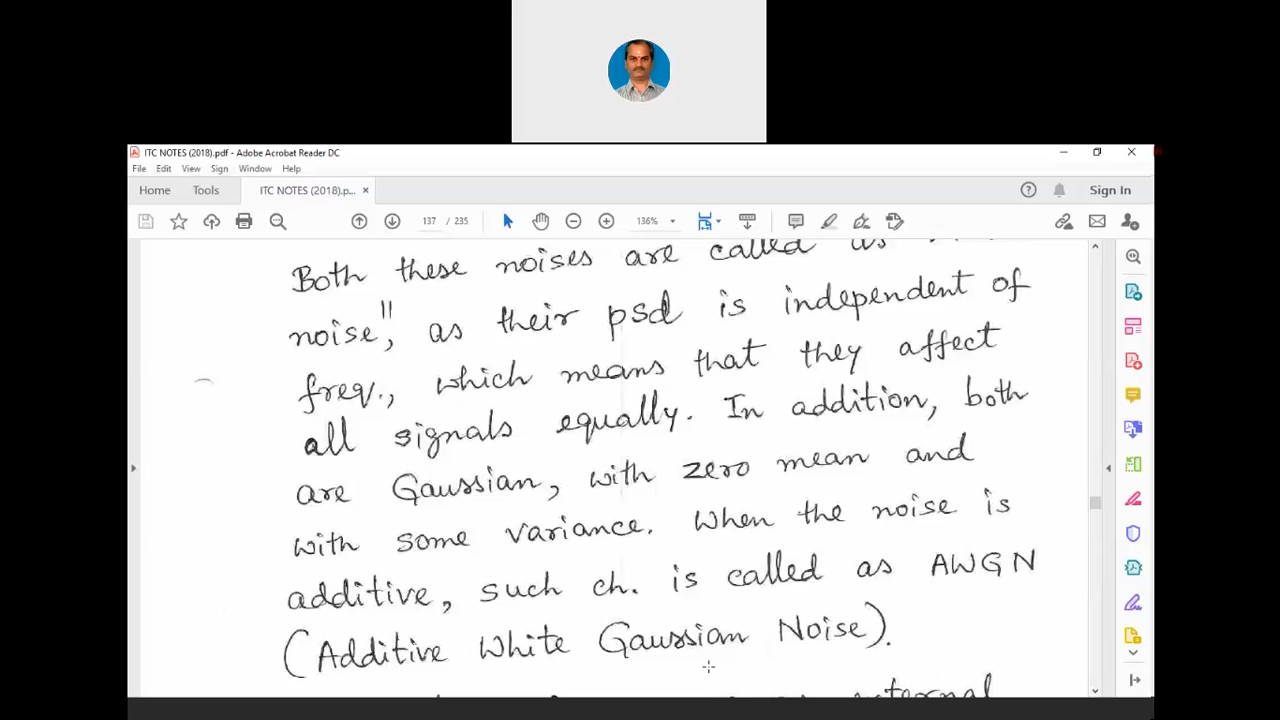 ITC NOTES (2018).pdf - Adobe Acrobat Reader DC
File Edit View Sign Window Help
Home Tools ITC NOTES (2018).p... × Sign In
137 / 235 136%
Both these noises are called as
noise," as their psd is independent of
freq., which means that they affect
all signals equally. In addition, both
are Gaussian, with zero mean and
with some variance. When the noise is
additive, such ch. is called as AWGN
(Additive White Gaussian Noise).